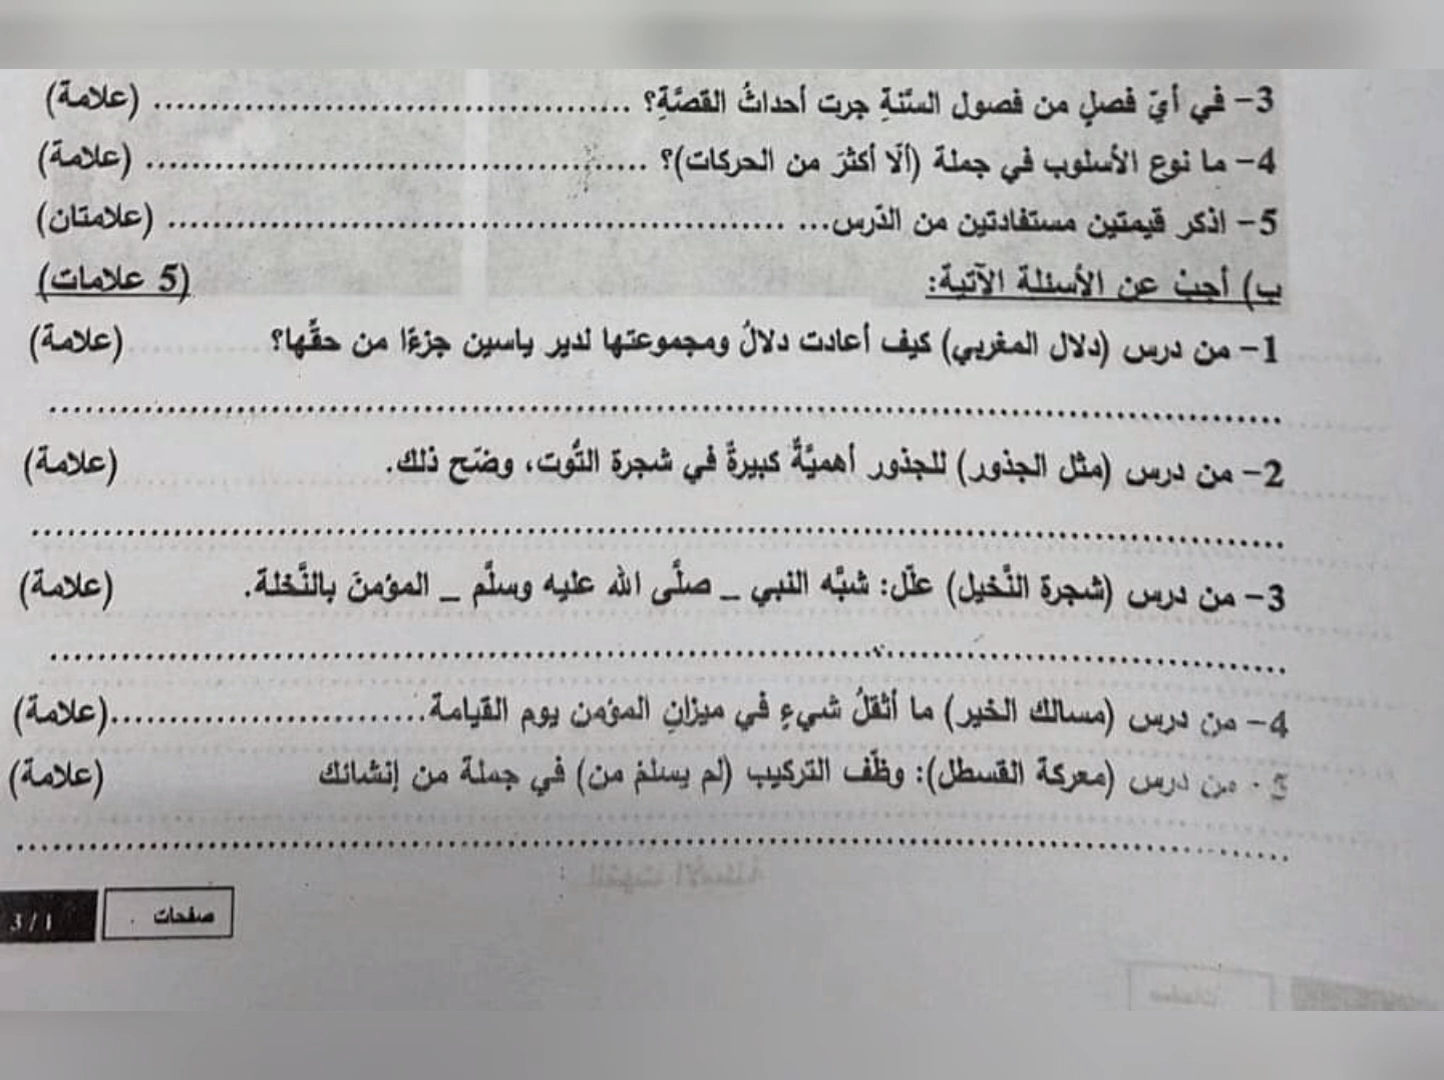 3- في أيّ فصلٍ من فصول السّنةِ جرت أحداثُ القصَّةِ؟ ........................................ (علامة)
4- ما نوع الأسلوب في جملة (ألّا أكثرَ من الحركات)؟ ........................................ (علامة)
5- اذكر قيمتين مستفادتين من الدّرس... ........................................ (علامتان)
ب) أجبْ عن الأسئلة الآتية: (5 علامات)
1- من درس (دلال المغربي) كيف أعادت دلالُ ومجموعتها لدير ياسين جزءًا من حقِّها؟ (علامة)
........................................
2- من درس (مثل الجذور) للجذور أهميَّةٌ كبيرةٌ في شجرة التُّوت، وضّح ذلك. (علامة)
........................................
3- من درس (شجرة النَّخيل) علّل: شبَّه النبي _ صلَّى الله عليه وسلَّم _ المؤمنَ بالنَّخلة. (علامة)
........................................
4- من درس (مسالك الخير) ما أثقلُ شيءٍ في ميزانِ المؤمن يوم القيامة........................... (علامة)
5- من درس (معركة القسطل): وظّف التركيب (لم يسلمْ من) في جملة من إنشائك (علامة)
........................................
صفحات 3/1